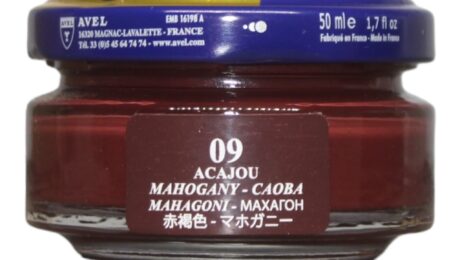 AVEL
EMB 16198 A
16320 MAGNAC-LAVALETTE - FRANCE
Tél. 33 (0)5 45 64 74 74 - www.avel.com
50 ml e 1,7 fl oz
Fabriqué en France - Made in France
09
ACAJOU
MAHOGANY - CAOBA
MAHAGONI - МАХАГОН
赤褐色 - マホガニー